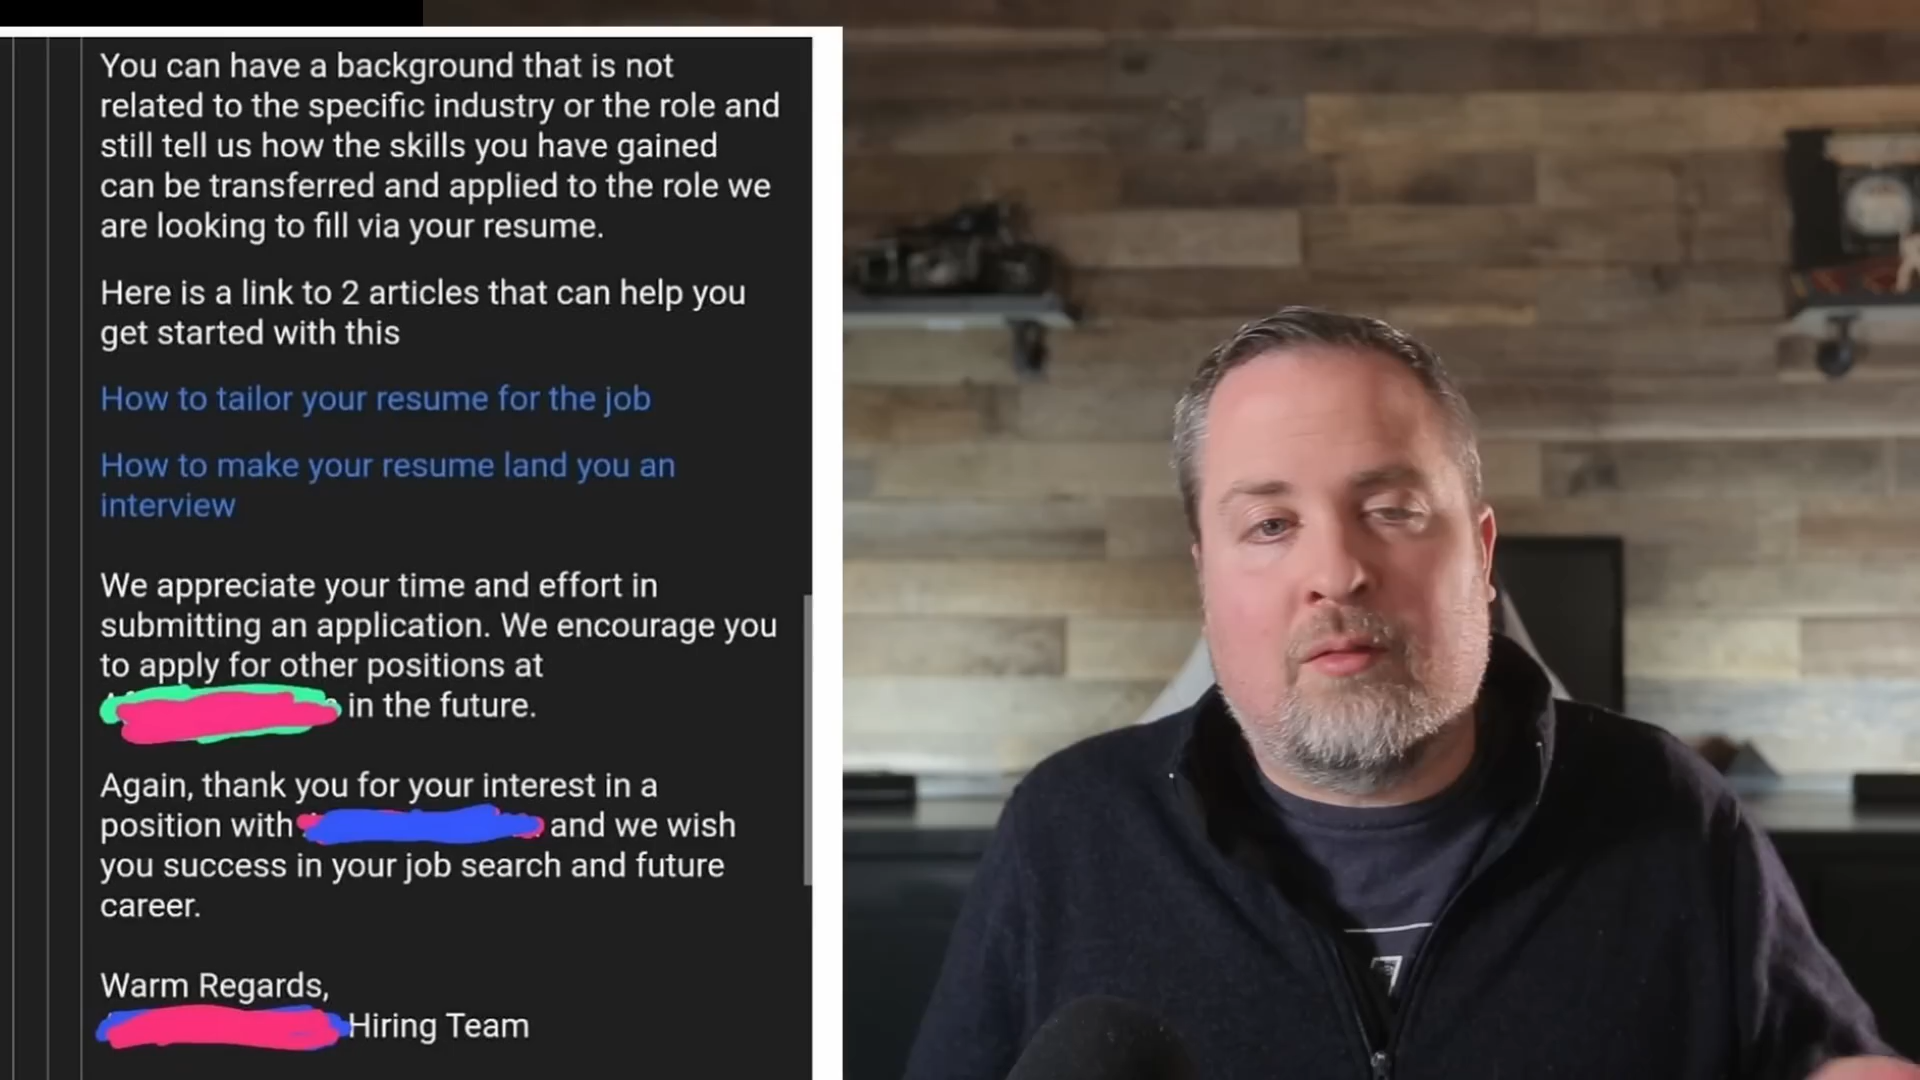 You can have a background that is not
related to the specific industry or the role and
still tell us how the skills you have gained
can be transferred and applied to the role we
are looking to fill via your resume.
Here is a link to 2 articles that can help you
get started with this
How to tailor your resume for the job
How to make your resume land you an
interview
We appreciate your time and effort in
submitting an application. We encourage you
to apply for other positions at
in the future.
Again, thank you for your interest in a
position with and we wish
you success in your job search and future
career.
Warm Regards,
Hiring Team